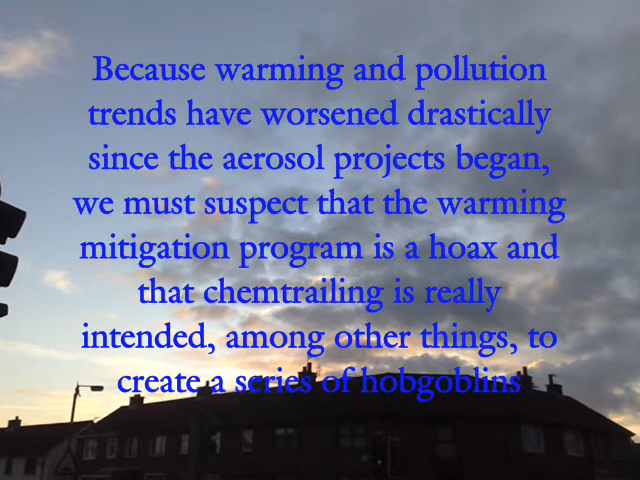 Because warming and pollution
trends have worsened drastically
since the aerosol projects began,
we must suspect that the warming
mitigation program is a hoax and
that chemtrailing is really
intended, among other things, to
create a series of hobgoblins